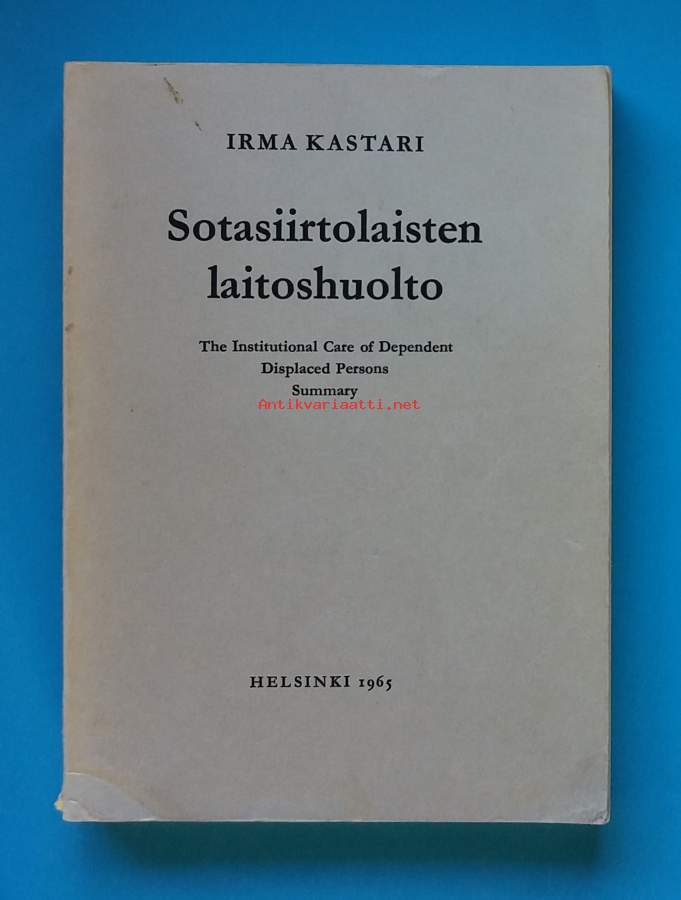 IRMA KASTARI
Sotasiirtolaisten
laitoshuolto
The Institutional Care of Dependent
Displaced Persons
Summary
Antikvariaatti.net
HELSINKI 1965